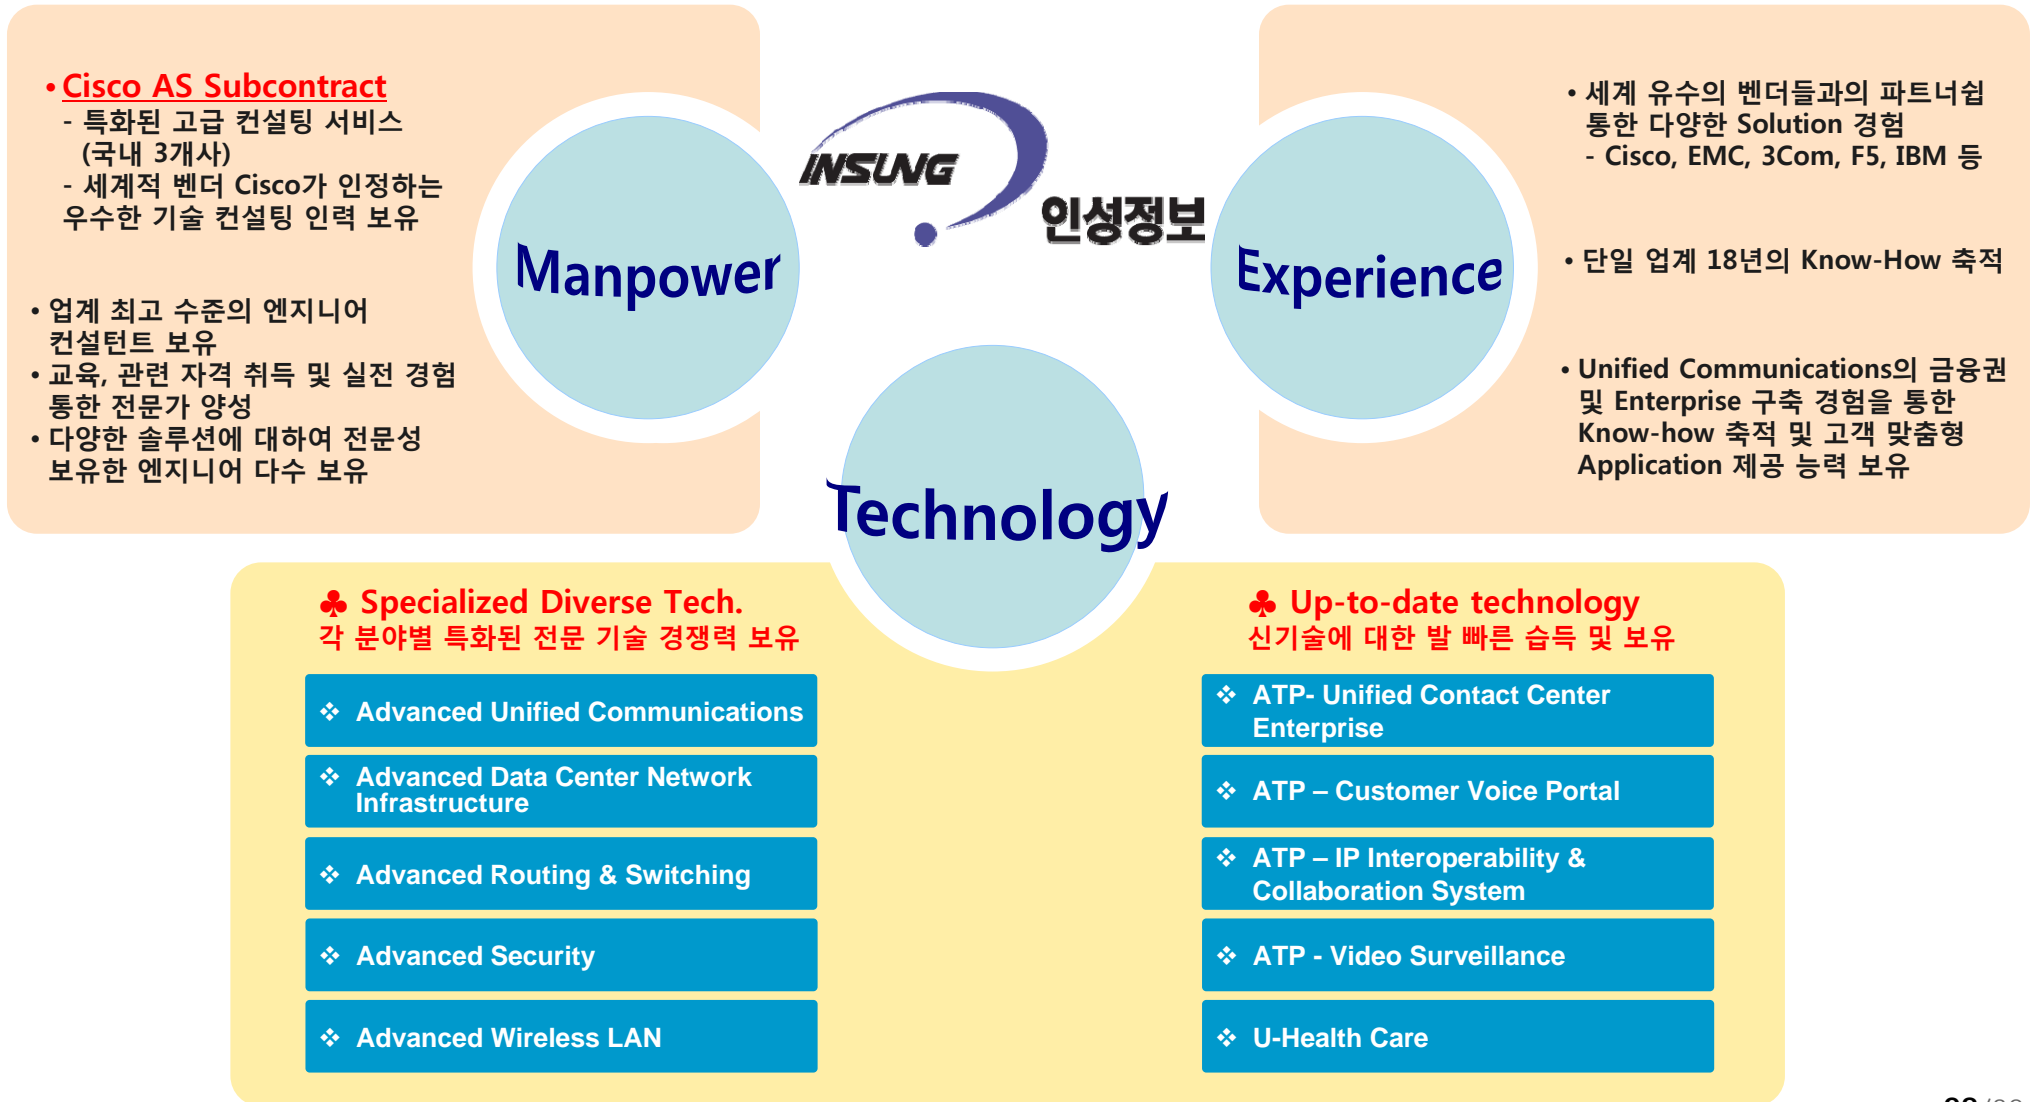 • Cisco AS Subcontract
- 특화된 고급 컨설팅 서비스
(국내 3개사)
- 세계적 벤더 Cisco가 인정하는
우수한 기술 컨설팅 인력 보유
• 업계 최고 수준의 엔지니어
컨설턴트 보유
• 교육, 관련 자격 취득 및 실전 경험
통한 전문가 양성
• 다양한 솔루션에 대하여 전문성
보유한 엔지니어 다수 보유
Manpower
INSUNG
인성정보
Experience
• 세계 유수의 벤더들과의 파트너쉽
통한 다양한 Solution 경험
- Cisco, EMC, 3Com, F5, IBM 등
• 단일 업계 18년의 Know-How 축적
• Unified Communications의 금융권
및 Enterprise 구축 경험을 통한
Know-how 축적 및 고객 맞춤형
Application 제공 능력 보유
Technology
♣ Specialized Diverse Tech.
각 분야별 특화된 전문 기술 경쟁력 보유
❖ Advanced Unified Communications
❖ Advanced Data Center Network
Infrastructure
❖ Advanced Routing & Switching
❖ Advanced Security
❖ Advanced Wireless LAN
♣ Up-to-date technology
신기술에 대한 발 빠른 습득 및 보유
❖ ATP- Unified Contact Center
Enterprise
❖ ATP – Customer Voice Portal
❖ ATP – IP Interoperability &
Collaboration System
❖ ATP - Video Surveillance
❖ U-Health Care